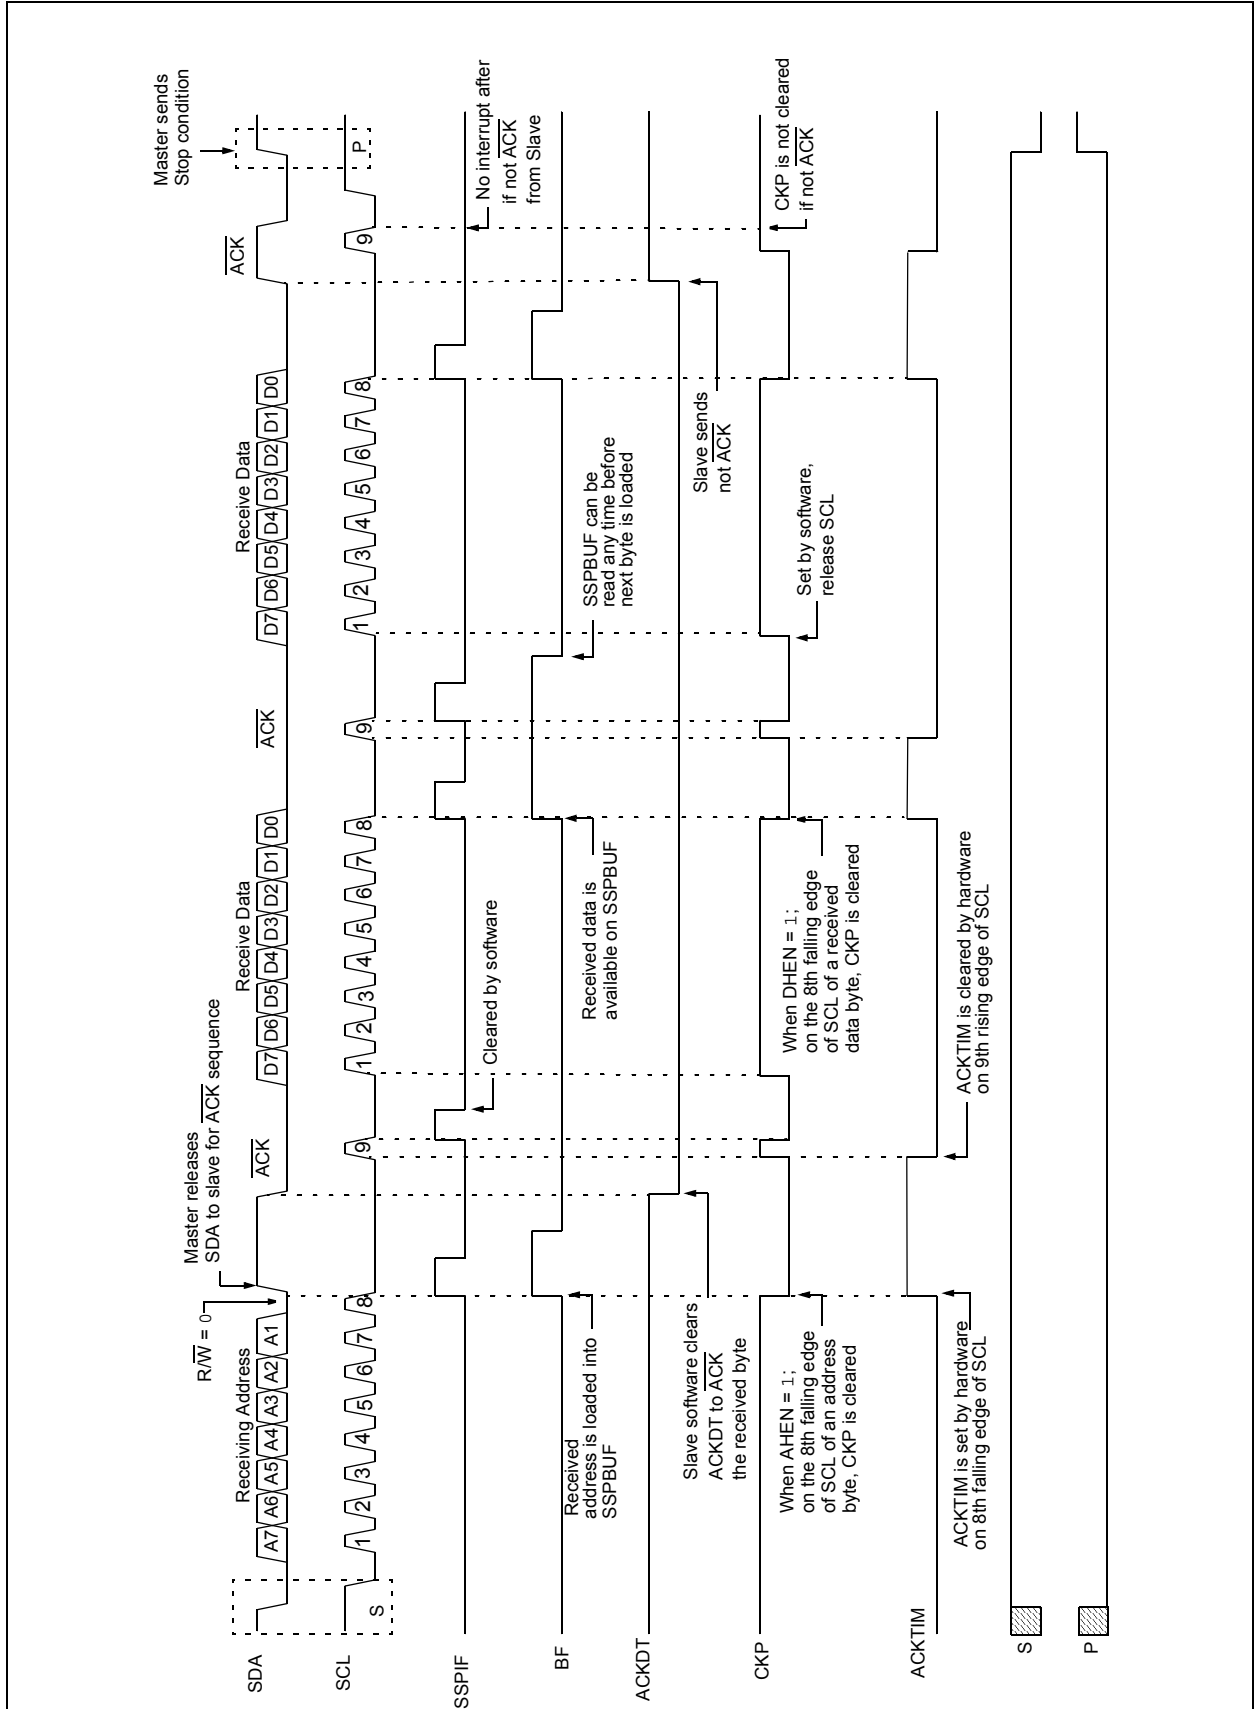 Master sends
Stop condition
Master releases
SDA to slave for ACK sequence
R/W = 0
Receiving Address
ACK
Receive Data
ACK
Receive Data
ACK
SDA
A7 A6 A5 A4 A3 A2 A1
D7 D6 D5 D4 D3 D2 D1 D0
D7 D6 D5 D4 D3 D2 D1 D0
SCL
S
1 2 3 4 5 6 7 8 9
1 2 3 4 5 6 7 8 9
1 2 3 4 5 6 7 8 9
P
SSPIF
Cleared by software
No interrupt after
if not ACK
from Slave
BF
Received
address is loaded into
SSPBUF
Received data is
available on SSPBUF
SSPBUF can be
read any time before
next byte is loaded
ACKDT
Slave software clears
ACKDT to ACK
the received byte
Slave sends
not ACK
CKP
When AHEN = 1;
on the 8th falling edge
of SCL of an address
byte, CKP is cleared
When DHEN = 1;
on the 8th falling edge
of SCL of a received
data byte, CKP is cleared
Set by software,
release SCL
CKP is not cleared
if not ACK
ACKTIM
ACKTIM is set by hardware
on 8th falling edge of SCL
ACKTIM is cleared by hardware
on 9th rising edge of SCL
S
P